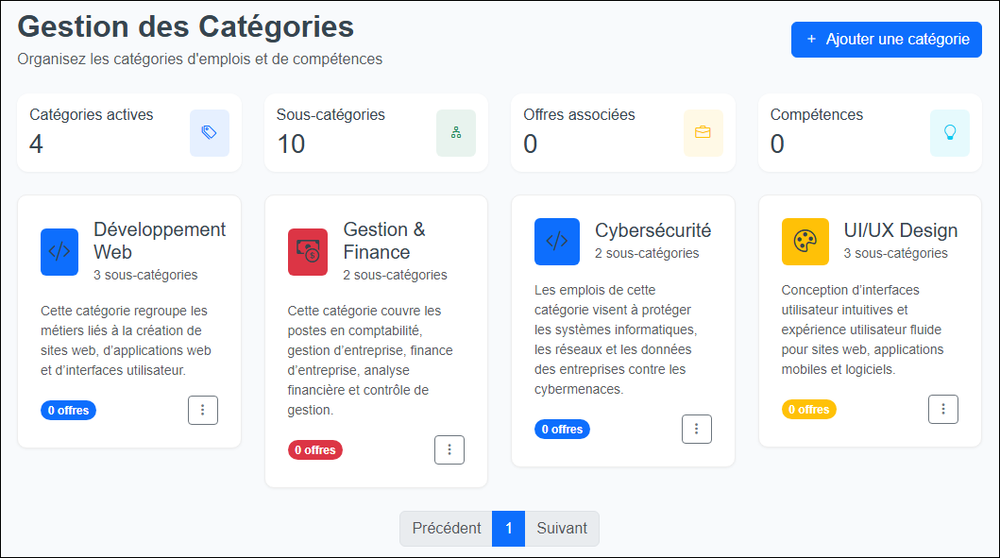 Gestion des Catégories
Organisez les catégories d'emplois et de compétences
+ Ajouter une catégorie
Catégories actives
4
Sous-catégories
10
Offres associées
0
Compétences
0
Développement
Web
3 sous-catégories
Cette catégorie regroupe les
métiers liés à la création de
sites web, d’applications web
et d’interfaces utilisateur.
0 offres
Gestion &
Finance
2 sous-catégories
Cette catégorie couvre les
postes en comptabilité,
gestion d’entreprise, finance
d’entreprise, analyse
financière et contrôle de
gestion.
0 offres
Cybersécurité
2 sous-catégories
Les emplois de cette
catégorie visent à protéger
les systèmes informatiques,
les réseaux et les données
des entreprises contre les
cybermenaces.
0 offres
UI/UX Design
3 sous-catégories
Conception d’interfaces
utilisateur intuitives et
expérience utilisateur fluide
pour sites web, applications
mobiles et logiciels.
0 offres
Précédent 1 Suivant